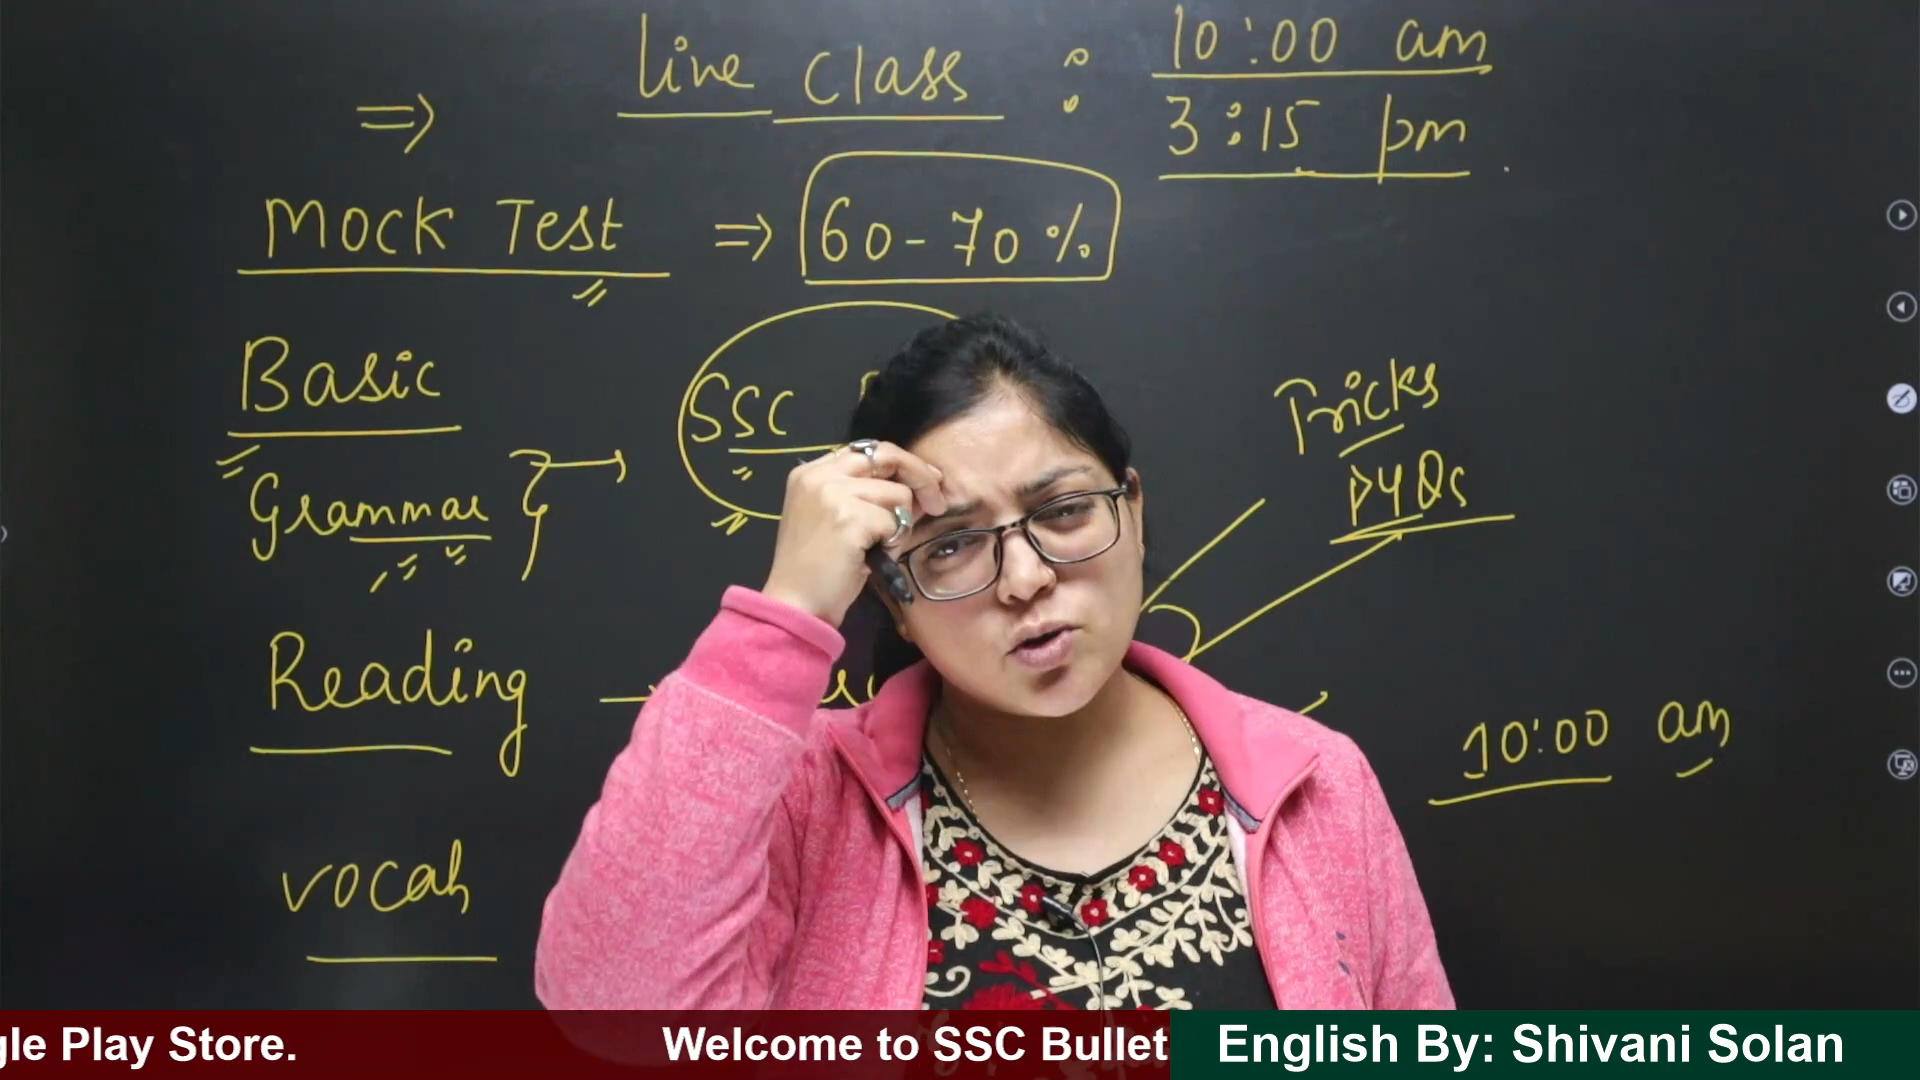 ⇒ Live Class : 10:00 am
3:15 pm
Mock Test ⇒ 60-70%
Basic
Grammar
SSC
Tricks
PYQs
Reading
10:00 am
Vocab
gle Play Store. Welcome to SSC Bullet
English By: Shivani Solan